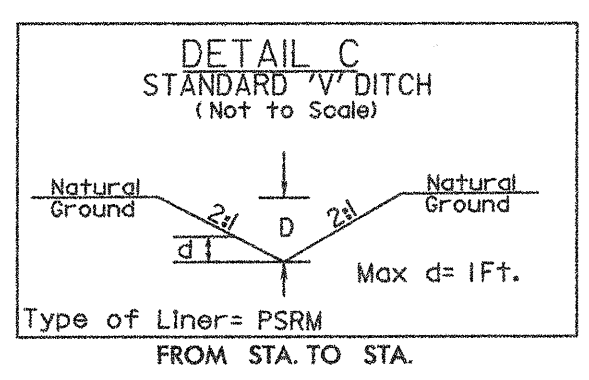 DETAIL C
STANDARD 'V' DITCH
(Not to Scale)
Natural
Ground
2:1
D
2:1
Natural
Ground
d
Max d= 1Ft.
Type of Liner= PSRM
FROM STA. TO STA.